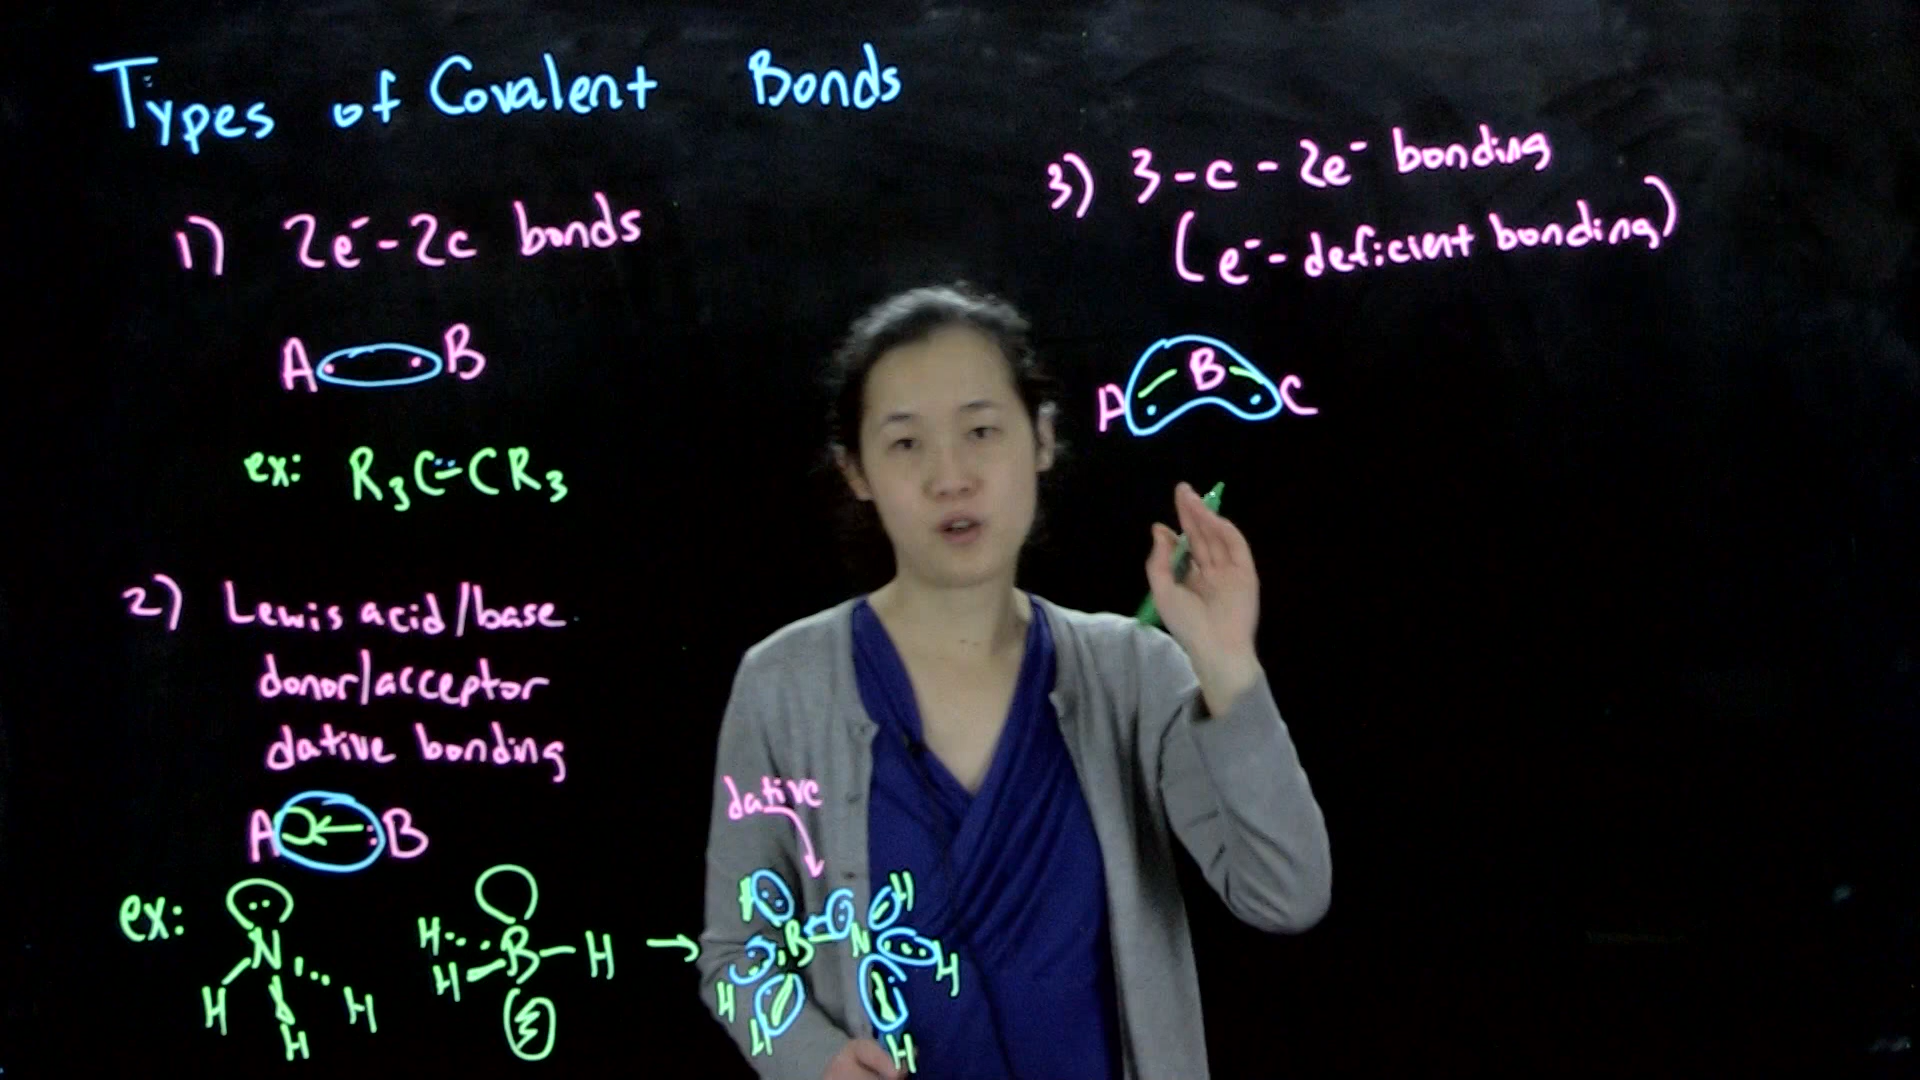 Types of Covalent Bonds
1) 2e⁻-2c bonds
A B
ex: R₃C-CR₃
2) Lewis acid/base
donor/acceptor
dative bonding
A B
ex: N H H H H H B H →
dative
H B N H H H H H
3) 3-c-2e⁻ bonding
(e⁻-deficient bonding)
A B C